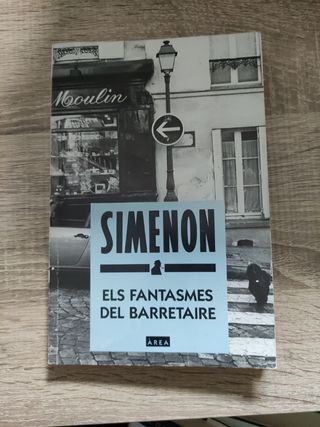 Moulin
SIMENON
ELS FANTASMES
DEL BARRETAIRE
ÀREA